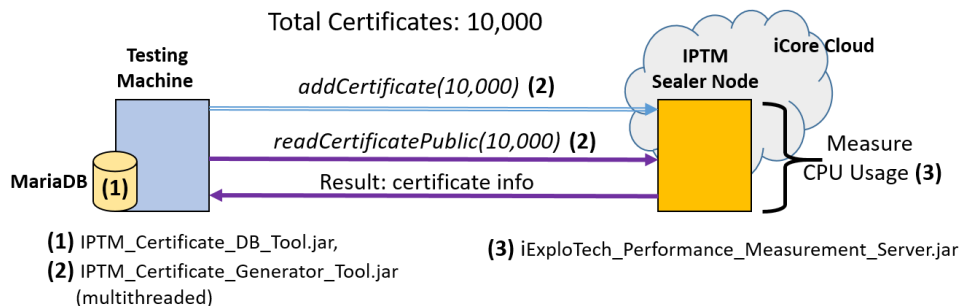 Total Certificates: 10,000
Testing
Machine
IPTM
Sealer Node
iCore Cloud
addCertificate(10,000) (2)
readCertificatePublic(10,000) (2)
Result: certificate info
MariaDB
(1)
Measure
CPU Usage (3)
(1) IPTM_Certificate_DB_Tool.jar,
(2) IPTM_Certificate_Generator_Tool.jar
(multithreaded)
(3) iExploTech_Performance_Measurement_Server.jar